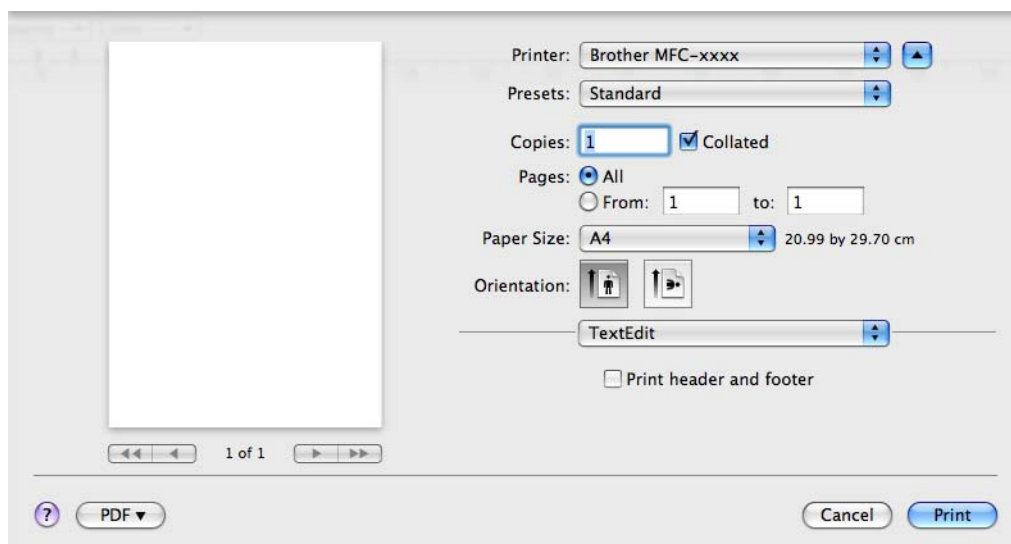 Printer: Brother MFC-xxxx
Presets: Standard
Copies: 1 Collated
Pages: All
From: 1 to: 1
Paper Size: A4 20.99 by 29.70 cm
Orientation:
TextEdit
Print header and footer
1 of 1
? PDF ▼ Cancel Print